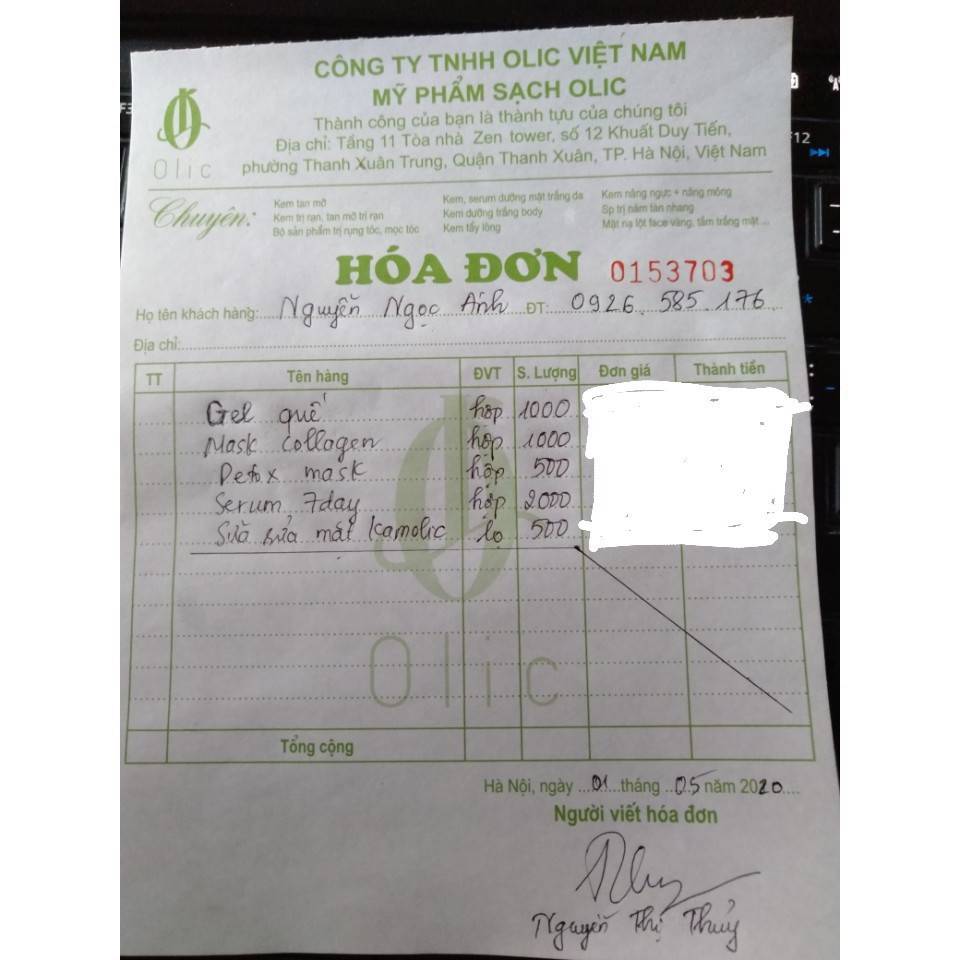 CÔNG TY TNHH OLIC VIỆT NAM
MỸ PHẨM SẠCH OLIC
Thành công của bạn là thành tựu của chúng tôi
Địa chỉ: Tầng 11 Tòa nhà Zen tower, số 12 Khuất Duy Tiến,
phường Thanh Xuân Trung, Quận Thanh Xuân, TP. Hà Nội, Việt Nam
Olic
Chuyên:
Kem tan mỡ
Kem trị rạn, tan mỡ trị rạn
Bộ sản phẩm trị rụng tóc, mọc tóc
Kem, serum dưỡng mặt trắng da
Kem dưỡng trắng body
Kem tẩy lông
Kem nâng ngực + nâng mông
Sp trị nám tàn nhang
Mặt nạ lột face vàng, tắm trắng mặt...
HÓA ĐƠN 0153703
Họ tên khách hàng: Nguyễn Ngọc Ánh ĐT: 0926.585.176
Địa chỉ:
TT Tên hàng ĐVT S. Lượng Đơn giá Thành tiền
Gel quế hộp 1000
Mask collagen hộp 1000
Detox mask hộp 500
Serum 7day hộp 2000
Sữa rửa mặt Kamolic lọ 500
Olic
Tổng cộng
Hà Nội, ngày 01 tháng 05 năm 2020
Người viết hóa đơn
Nguyễn Thị Thủy
F12